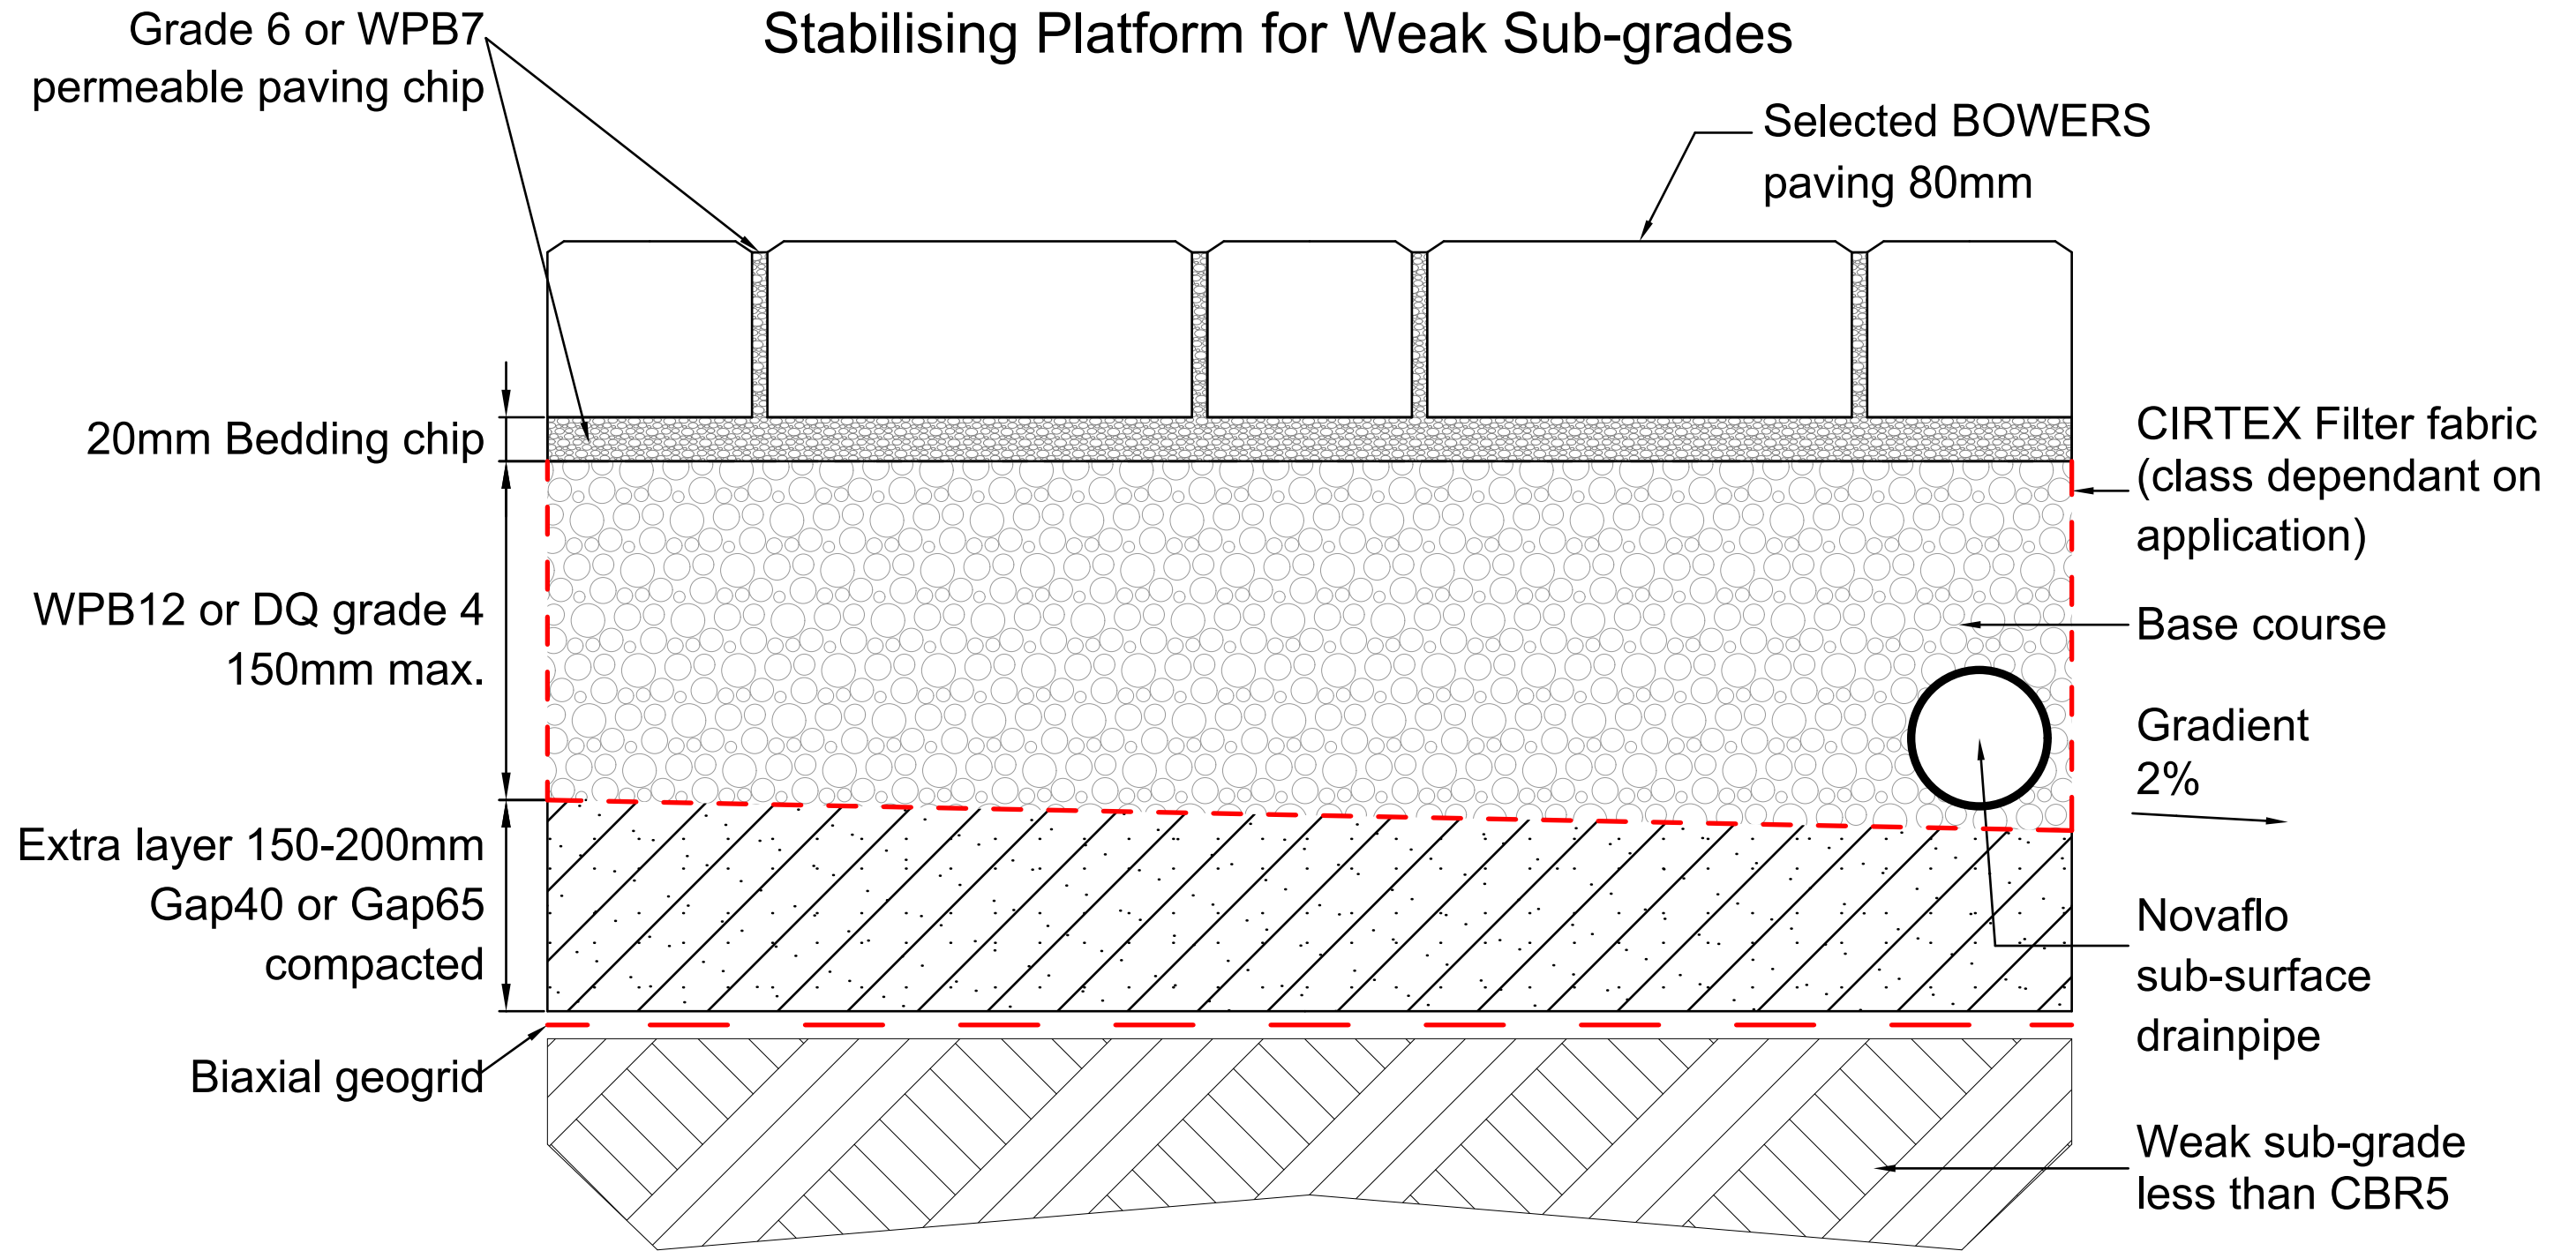 Stabilising Platform for Weak Sub-grades
Grade 6 or WPB7
permeable paving chip
Selected BOWERS
paving 80mm
20mm Bedding chip
WPB12 or DQ grade 4
150mm max.
Extra layer 150-200mm
Gap40 or Gap65
compacted
Biaxial geogrid
CIRTEX Filter fabric
(class dependant on
application)
Base course
Gradient
2%
Novaflo
sub-surface
drainpipe
Weak sub-grade
less than CBR5